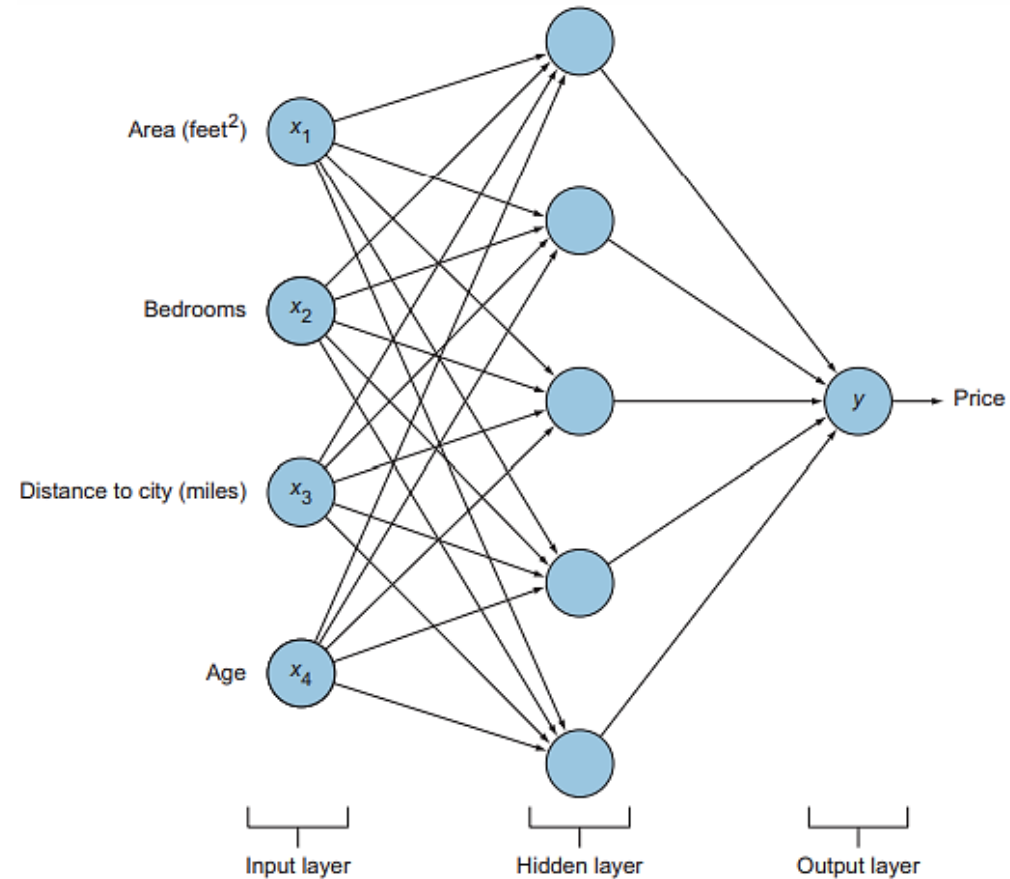 Area (feet²)
x₁
Bedrooms
x₂
Distance to city (miles)
x₃
Age
x₄
y
Price
Input layer
Hidden layer
Output layer